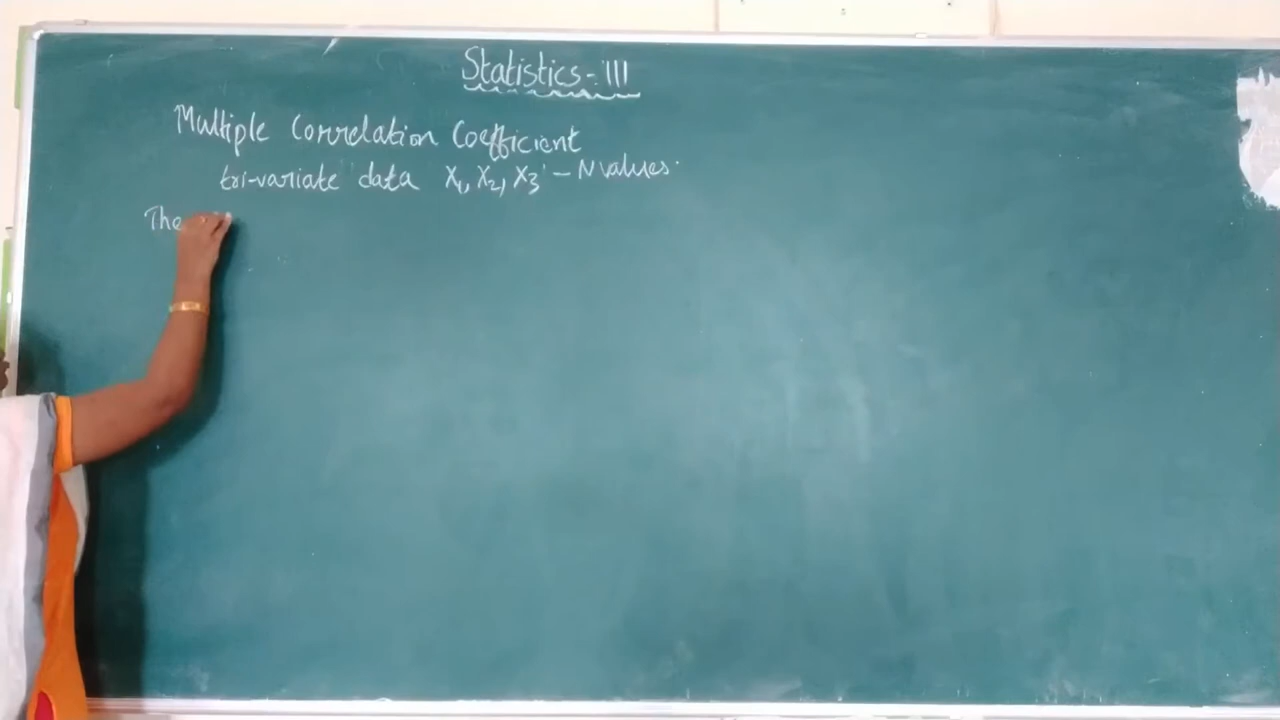 Statistics-III
Multiple Correlation Coefficient
tri-variate data X1, X2, X3 - N values.
The